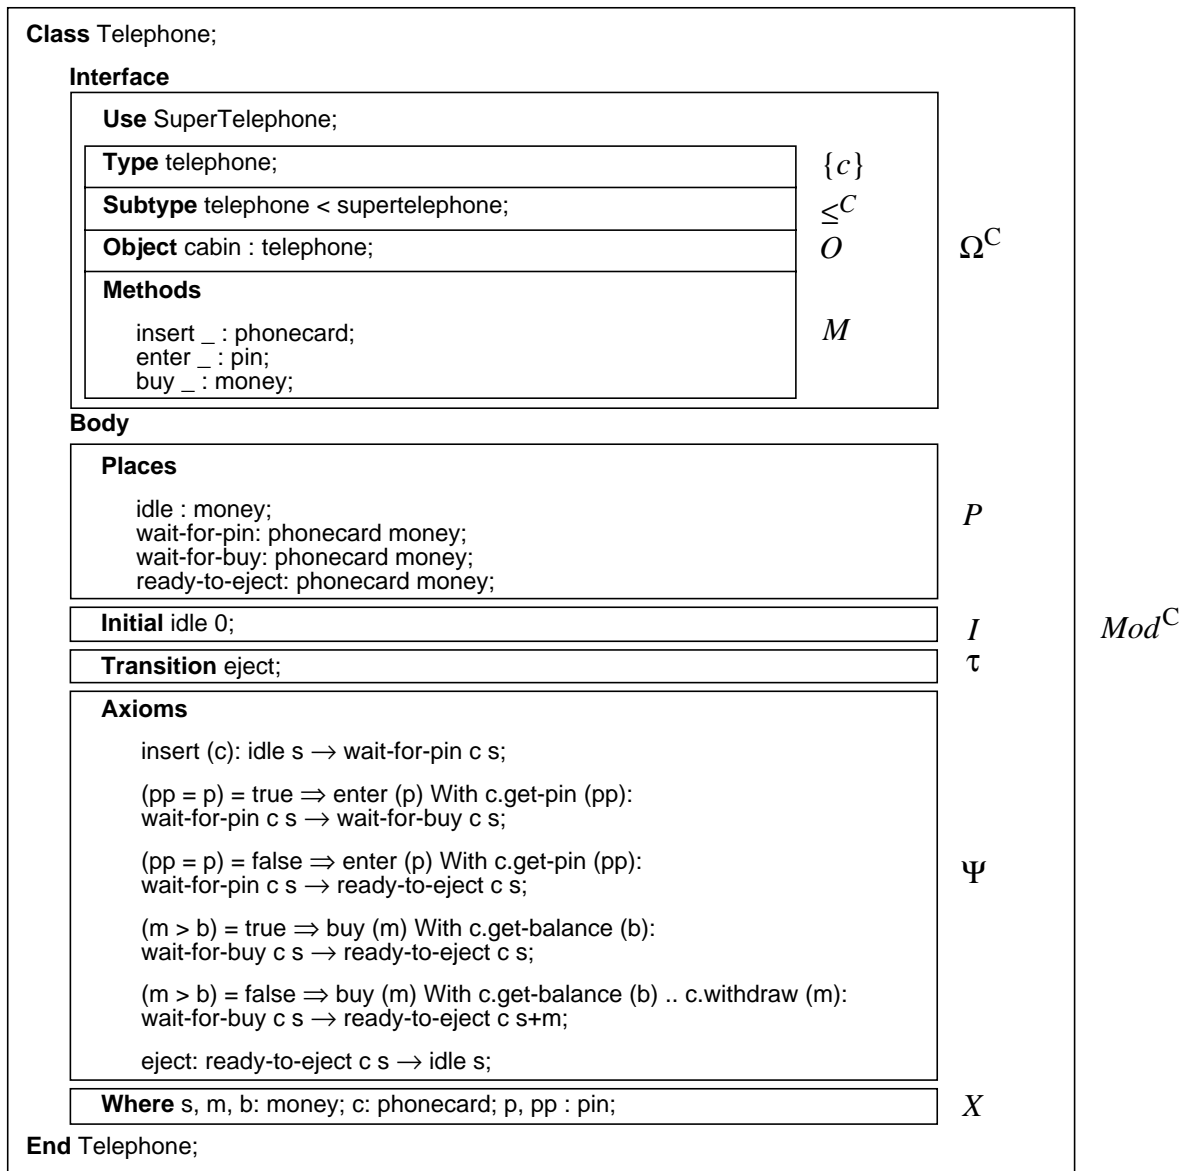 Class Telephone;
Interface
Use SuperTelephone;
Type telephone;
{c}
Subtype telephone < supertelephone;
≤C
Object cabin : telephone;
O
ΩC
Methods
insert _ : phonecard;
M
enter _ : pin;
buy _ : money;
Body
Places
idle : money;
P
wait-for-pin: phonecard money;
wait-for-buy: phonecard money;
ready-to-eject: phonecard money;
Initial idle 0;
I
ModC
Transition eject;
τ
Axioms
insert (c): idle s → wait-for-pin c s;
(pp = p) = true ⇒ enter (p) With c.get-pin (pp):
wait-for-pin c s → wait-for-buy c s;
(pp = p) = false ⇒ enter (p) With c.get-pin (pp):
wait-for-pin c s → ready-to-eject c s;
Ψ
(m > b) = true ⇒ buy (m) With c.get-balance (b):
wait-for-buy c s → ready-to-eject c s;
(m > b) = false ⇒ buy (m) With c.get-balance (b) .. c.withdraw (m):
wait-for-buy c s → ready-to-eject c s+m;
eject: ready-to-eject c s → idle s;
Where s, m, b: money; c: phonecard; p, pp : pin;
X
End Telephone;